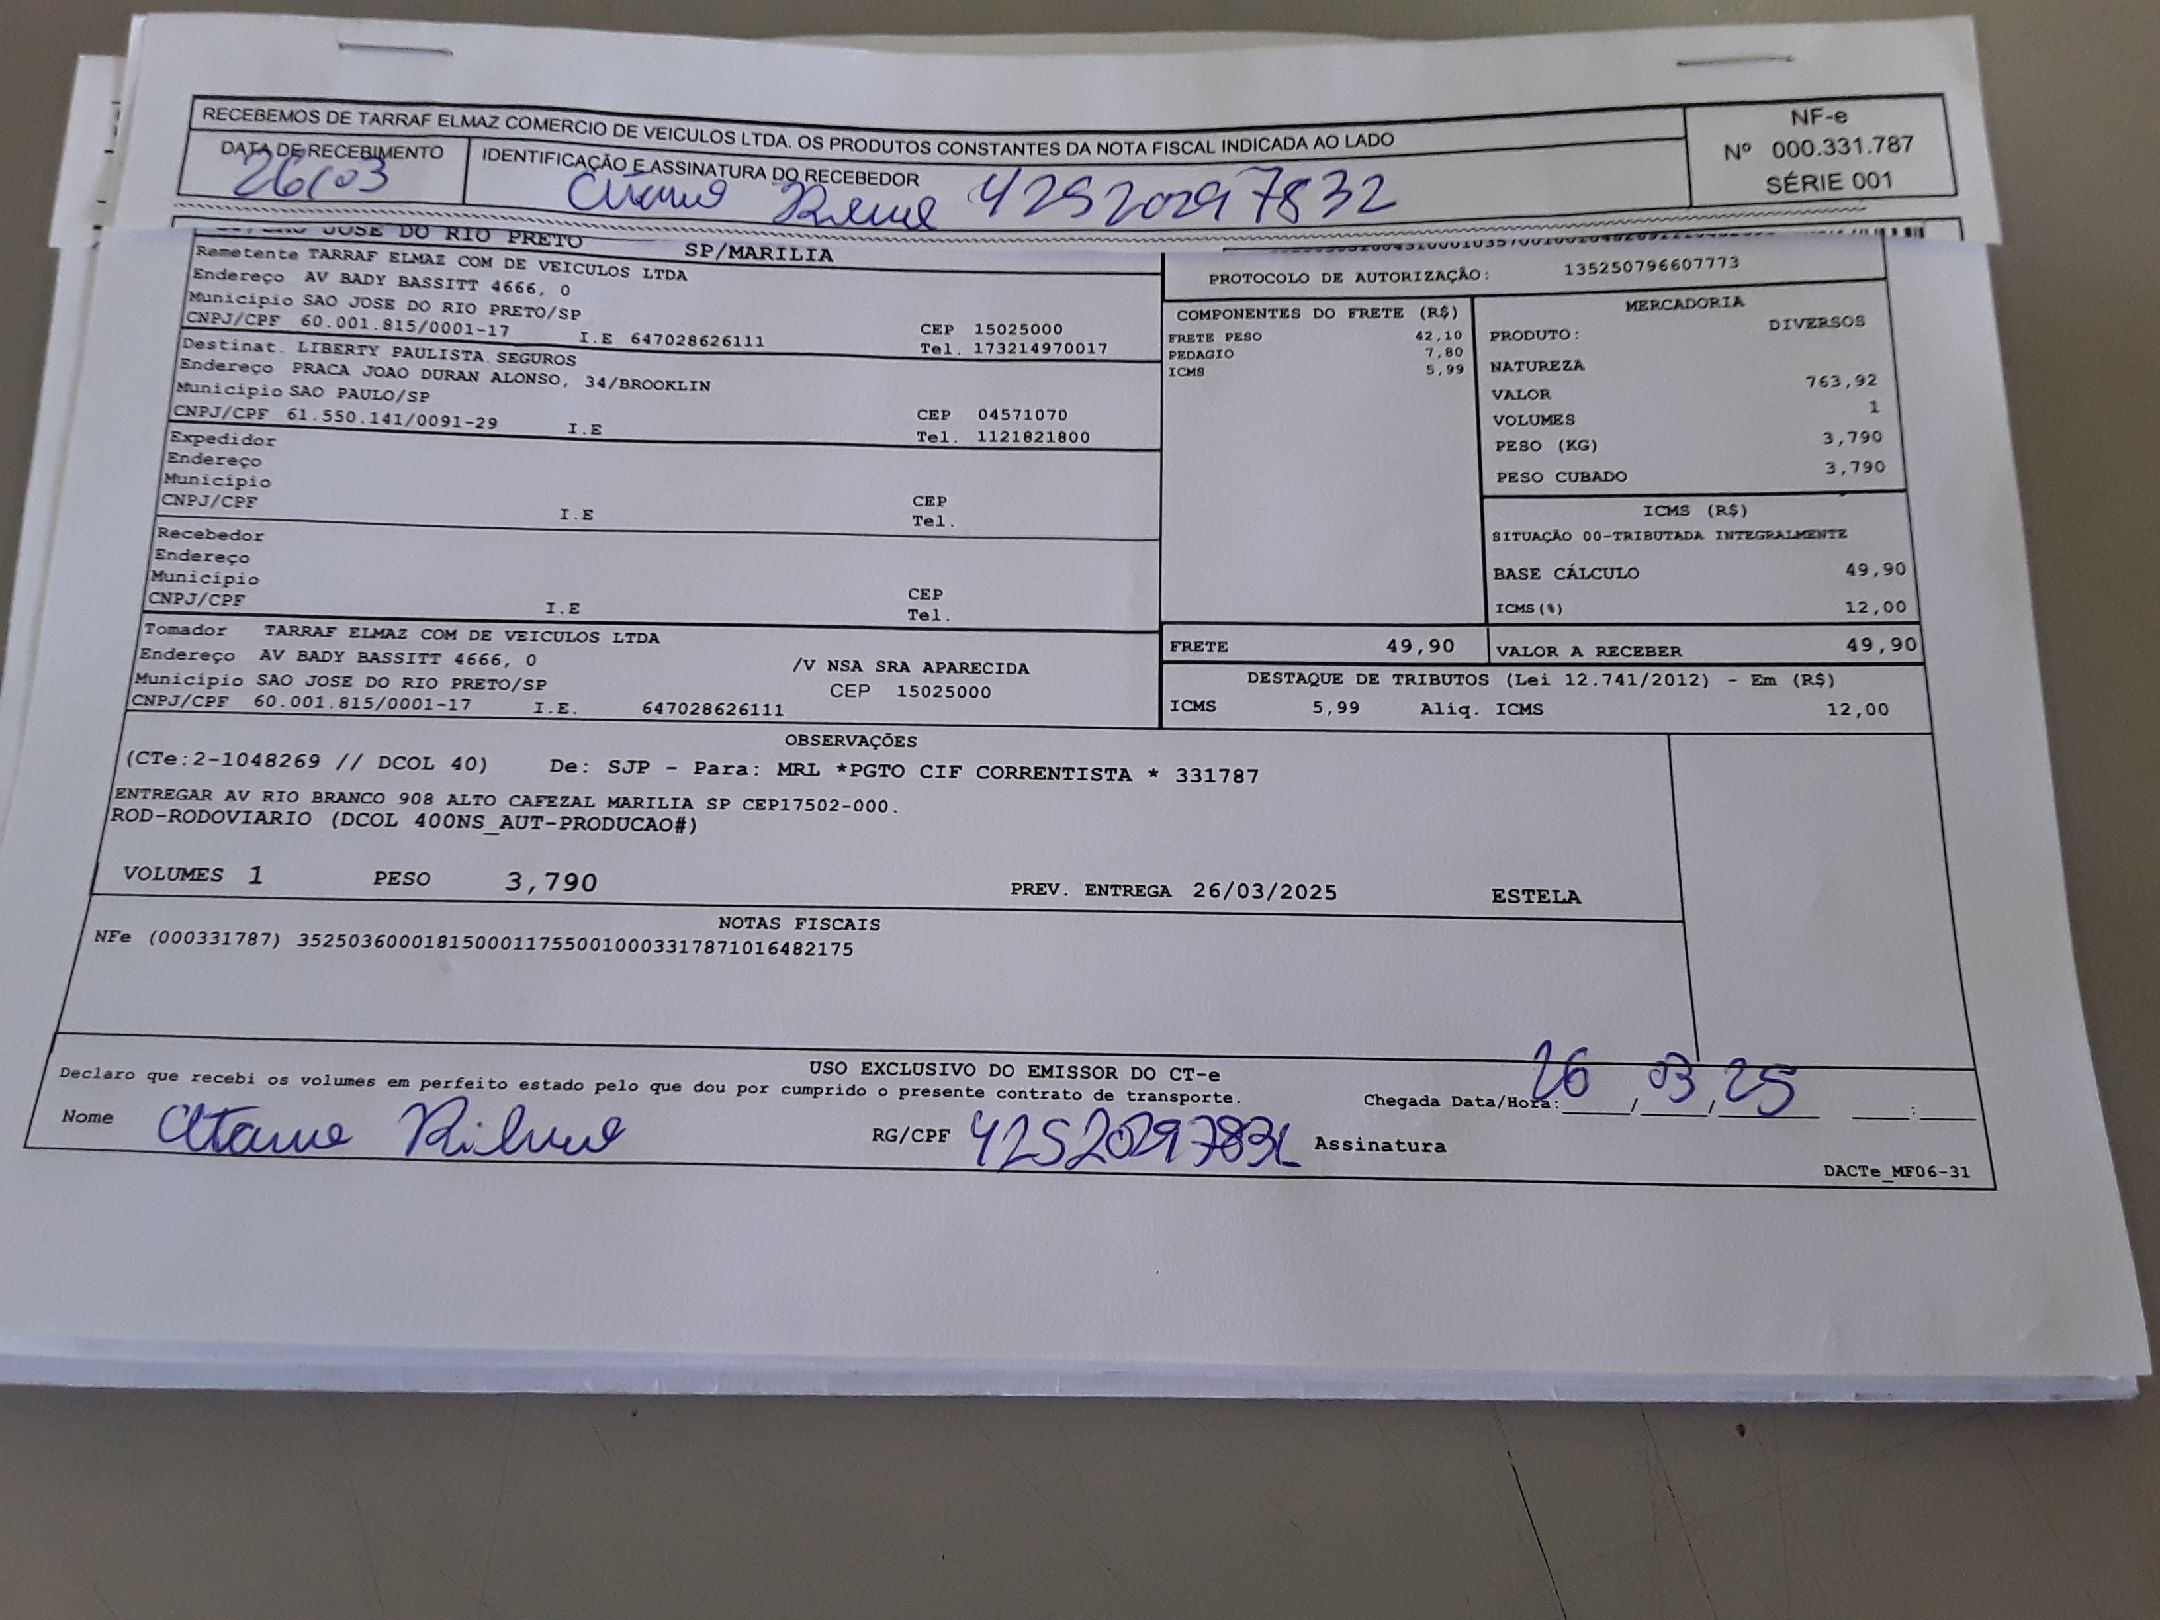 RECEBEMOS DE TARRAF ELMAZ COMERCIO DE VEICULOS LTDA. OS PRODUTOS CONSTANTES DA NOTA FISCAL INDICADA AO LADO
NF-e
Nº 000.331.787
SÉRIE 001
DATA DE RECEBIMENTO
26/03
IDENTIFICAÇÃO E ASSINATURA DO RECEBEDOR
42520297832
JOSE DO RIO PRETO SP/MARILIA
Remetente TARRAF ELMAZ COM DE VEICULOS LTDA
Endereço AV BADY BASSITT 4666, 0
Município SAO JOSE DO RIO PRETO/SP CEP 15025000
CNPJ/CPF 60.001.815/0001-17 I.E 647028626111 Tel. 173214970017
Destinat. LIBERTY PAULISTA SEGUROS
Endereço PRACA JOAO DURAN ALONSO, 34/BROOKLIN
Município SAO PAULO/SP CEP 04571070
CNPJ/CPF 61.550.141/0091-29 I.E Tel. 1121821800
Expedidor
Endereço
Município CEP
CNPJ/CPF I.E Tel.
Recebedor
Endereço
Município CEP
CNPJ/CPF I.E Tel.
Tomador TARRAF ELMAZ COM DE VEICULOS LTDA
Endereço AV BADY BASSITT 4666, 0 /V NSA SRA APARECIDA
Município SAO JOSE DO RIO PRETO/SP CEP 15025000
CNPJ/CPF 60.001.815/0001-17 I.E. 647028626111
PROTOCOLO DE AUTORIZAÇÃO: 135250796607773
COMPONENTES DO FRETE (R$)
FRETE PESO 42,10
PEDAGIO 7,80
ICMS 5,99
MERCADORIA
PRODUTO: DIVERSOS
NATUREZA
VALOR 763,92
VOLUMES 1
PESO (KG) 3,790
PESO CUBADO 3,790
ICMS (R$)
SITUAÇÃO 00-TRIBUTADA INTEGRALMENTE
BASE CÁLCULO 49,90
ICMS(%) 12,00
FRETE 49,90 VALOR A RECEBER 49,90
DESTAQUE DE TRIBUTOS (Lei 12.741/2012) - Em (R$)
ICMS 5,99 Aliq. ICMS 12,00
OBSERVAÇÕES
(CTe:2-1048269 // DCOL 40) De: SJP - Para: MRL *PGTO CIF CORRENTISTA * 331787
ENTREGAR AV RIO BRANCO 908 ALTO CAFEZAL MARILIA SP CEP17502-000.
ROD-RODOVIARIO (DCOL 400NS_AUT-PRODUCAO#)
VOLUMES 1 PESO 3,790 PREV. ENTREGA 26/03/2025 ESTELA
NOTAS FISCAIS
NFe (000331787) 35250360001815000117550010003317871016482175
USO EXCLUSIVO DO EMISSOR DO CT-e
Declaro que recebi os volumes em perfeito estado pelo que dou por cumprido o presente contrato de transporte. Chegada Data/Hora: 26/03/25 :
Nome RG/CPF 42520297832 Assinatura
DACTe_MF06-31